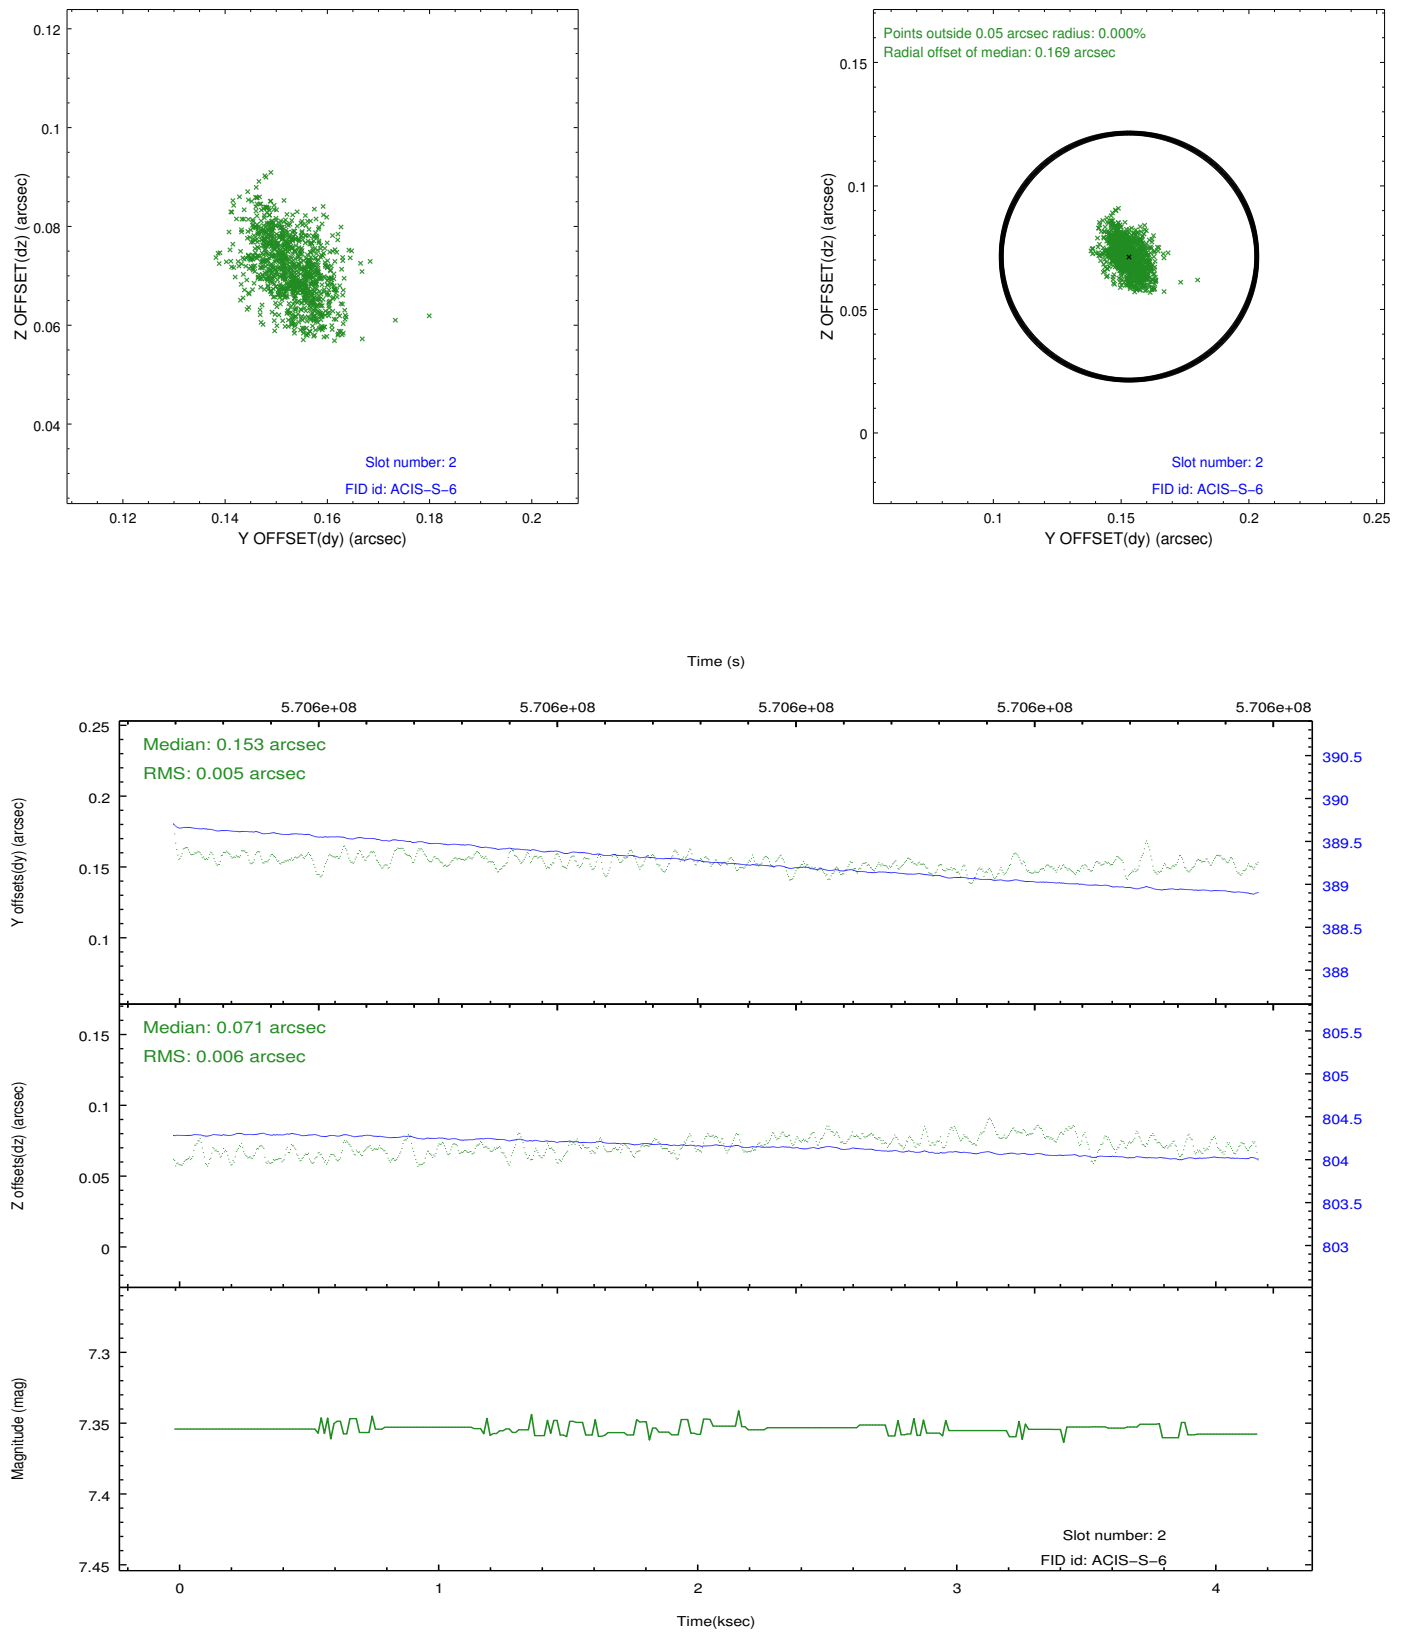 0.12
0.1
0.08
0.06
0.04
Z OFFSET(dz) (arcsec)
Slot number: 2
FID id: ACIS−S−6
0.12 0.14 0.16 0.18 0.2
Y OFFSET(dy) (arcsec)
Points outside 0.05 arcsec radius: 0.000%
Radial offset of median: 0.169 arcsec
0.15
0.1
0.05
0
Z OFFSET(dz) (arcsec)
Slot number: 2
FID id: ACIS−S−6
0.1 0.15 0.2 0.25
Y OFFSET(dy) (arcsec)
Time (s)
5.706e+08 5.706e+08 5.706e+08 5.706e+08 5.706e+08
Median: 0.153 arcsec
RMS: 0.005 arcsec
0.25
0.2
0.15
0.1
Y offsets(dy) (arcsec)
390.5
390
389.5
389
388.5
388
Median: 0.071 arcsec
RMS: 0.006 arcsec
0.15
0.1
0.05
0
Z offsets(dz) (arcsec)
805.5
805
804.5
804
803.5
803
7.3
7.35
7.4
7.45
Magnitude (mag)
Slot number: 2
FID id: ACIS−S−6
0 1 2 3 4
Time(ksec)